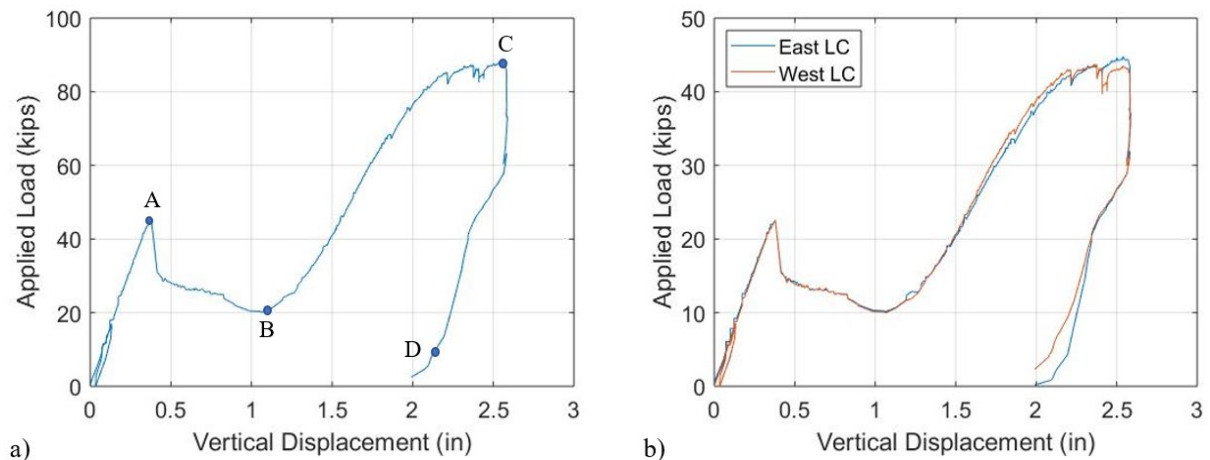 100
80
60
40
20
0
Applied Load (kips)
A
B
C
D
0 0.5 1 1.5 2 2.5 3
Vertical Displacement (in)
a)
50
40
30
20
10
0
Applied Load (kips)
East LC
West LC
0 0.5 1 1.5 2 2.5 3
Vertical Displacement (in)
b)